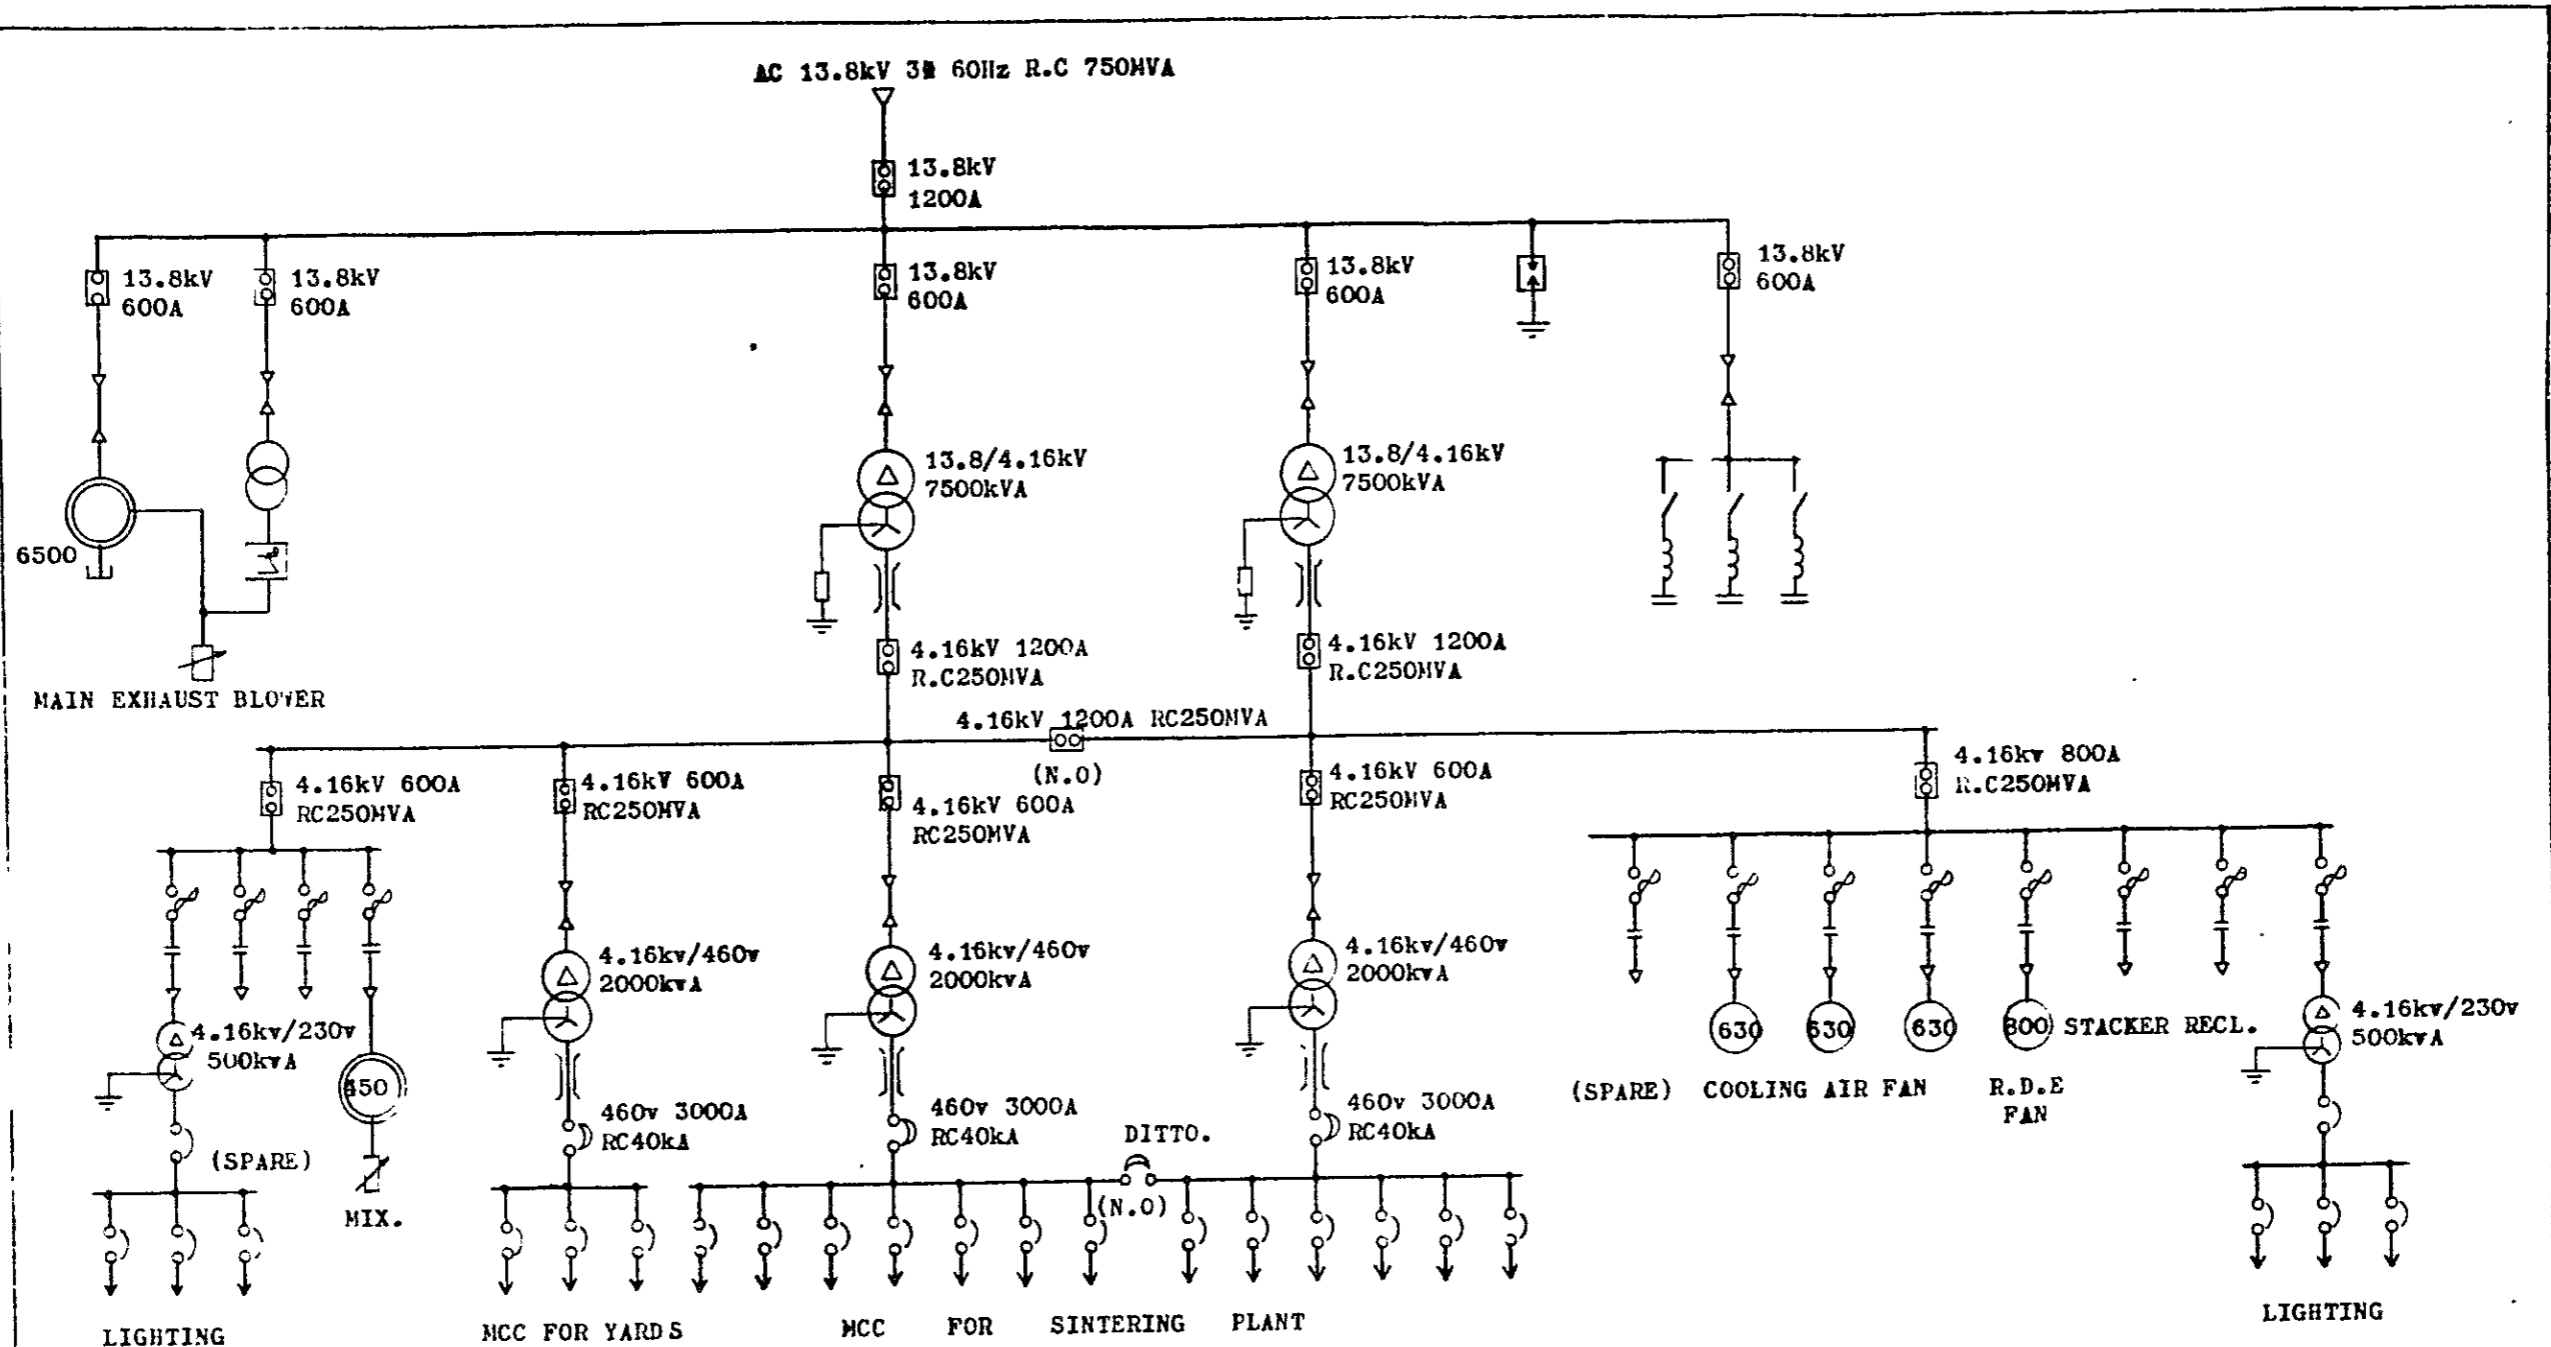 AC 13.8kV 3Φ 60Hz R.C 750MVA
13.8kV
1200A
13.8kV
600A
13.8kV
600A
13.8kV
600A
13.8kV
600A
13.8kV
600A
13.8/4.16kV
7500kVA
13.8/4.16kV
7500kVA
6500
MAIN EXHAUST BLOWER
4.16kV 1200A
R.C250MVA
4.16kV 1200A
R.C250MVA
4.16kV 1200A RC250MVA
(N.O)
4.16kV 600A
RC250MVA
4.16kV 600A
RC250MVA
4.16kV 600A
RC250MVA
4.16kV 600A
RC250MVA
4.16kv 800A
R.C250MVA
4.16kv/460v
2000kvA
4.16kv/460v
2000kvA
4.16kv/460v
2000kvA
4.16kv/230v
500kvA
630
630
630
800
STACKER RECL.
4.16kv/230v
500kvA
(SPARE)
COOLING AIR FAN
R.D.E
FAN
460v 3000A
RC40kA
460v 3000A
RC40kA
460v 3000A
RC40kA
DITTO.
(N.O)
(SPARE)
MIX.
LIGHTING
MCC FOR YARDS
MCC FOR SINTERING PLANT
LIGHTING